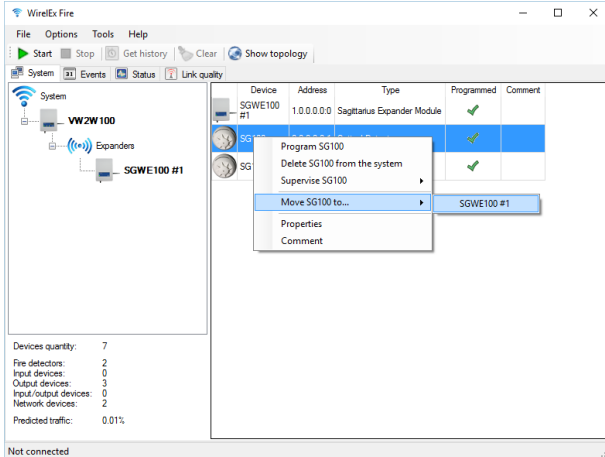 WirelEx Fire
File Options Tools Help
Start Stop Get history Clear Show topology
System Events Status Link quality
System
VW2W100
Expanders
SGWE100 #1
Device Address Type Programmed Comment
SGWE100 #1 1.0.0.0.0:0 Sagittarius Expander Module
Program SG100
Delete SG100 from the system
Supervise SG100
Move SG100 to... SGWE100 #1
Properties
Comment
Devices quantity: 7
Fire detectors: 2
Input devices: 0
Output devices: 3
Input/output devices: 0
Network devices: 2
Predicted traffic: 0.01%
Not connected